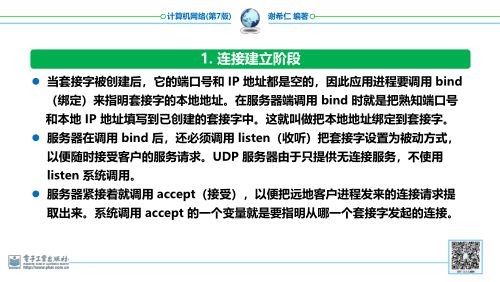 计算机网络(第7版)
谢希仁 编著
1. 连接建立阶段
当套接字被创建后，它的端口号和 IP 地址都是空的，因此应用进程要调用 bind
（绑定）来指明套接字的本地地址。在服务器端调用 bind 时就是把熟知端口号
和本地 IP 地址填写到已创建的套接字中。这就叫做把本地地址绑定到套接字。
服务器在调用 bind 后，还必须调用 listen（收听）把套接字设置为被动方式，
以便随时接受客户的服务请求。UDP 服务器由于只提供无连接服务，不使用
listen 系统调用。
服务器紧接着就调用 accept（接受），以便把远地客户进程发来的连接请求提
取出来。系统调用 accept 的一个变量就是要指明从哪一个套接字发起的连接。
电子工业出版社
http://www.phei.com.cn